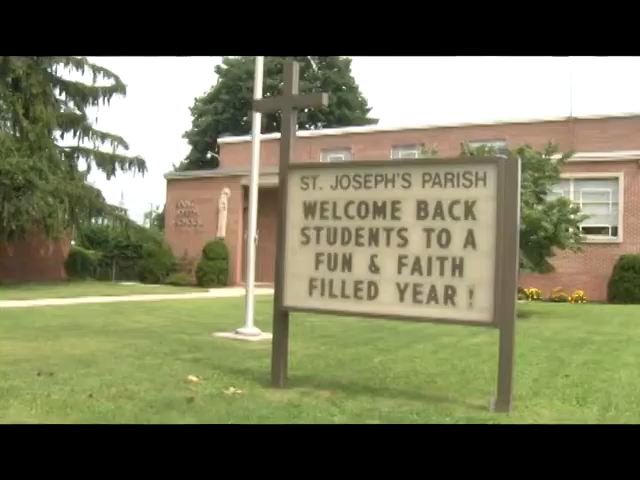 ST. JOSEPH'S PARISH
WELCOME BACK
STUDENTS TO A
FUN & FAITH
FILLED YEAR!